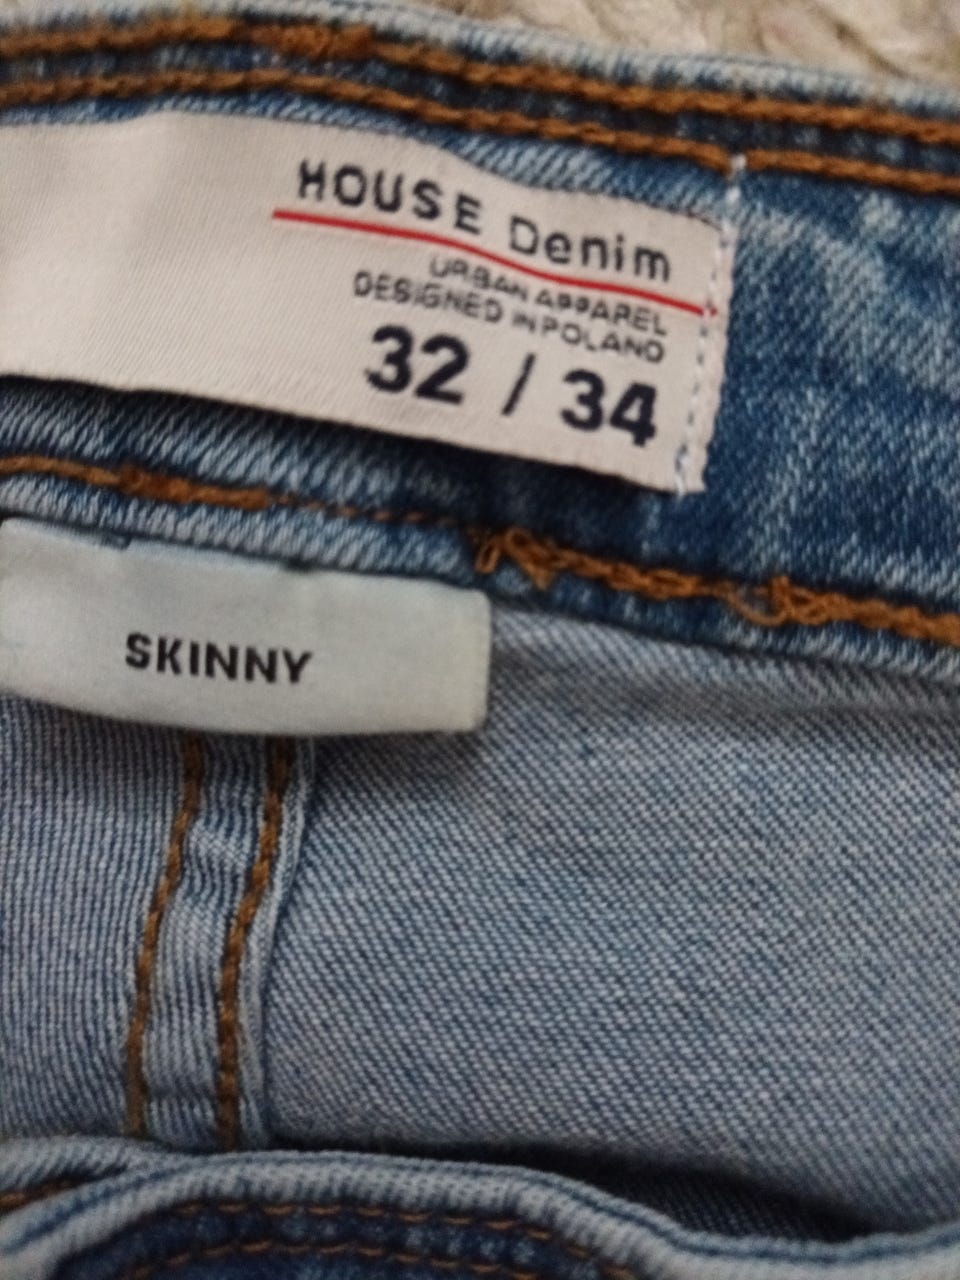 HOUSE Denim
URBAN APPAREL
DESIGNED IN POLAND
32 / 34
SKINNY